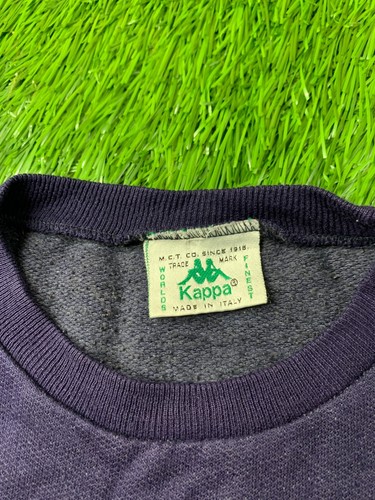 M.C.T. CO. SINCE 1916
TRADE MARK
WORLDS
FINEST
Kappa®
MADE IN ITALY